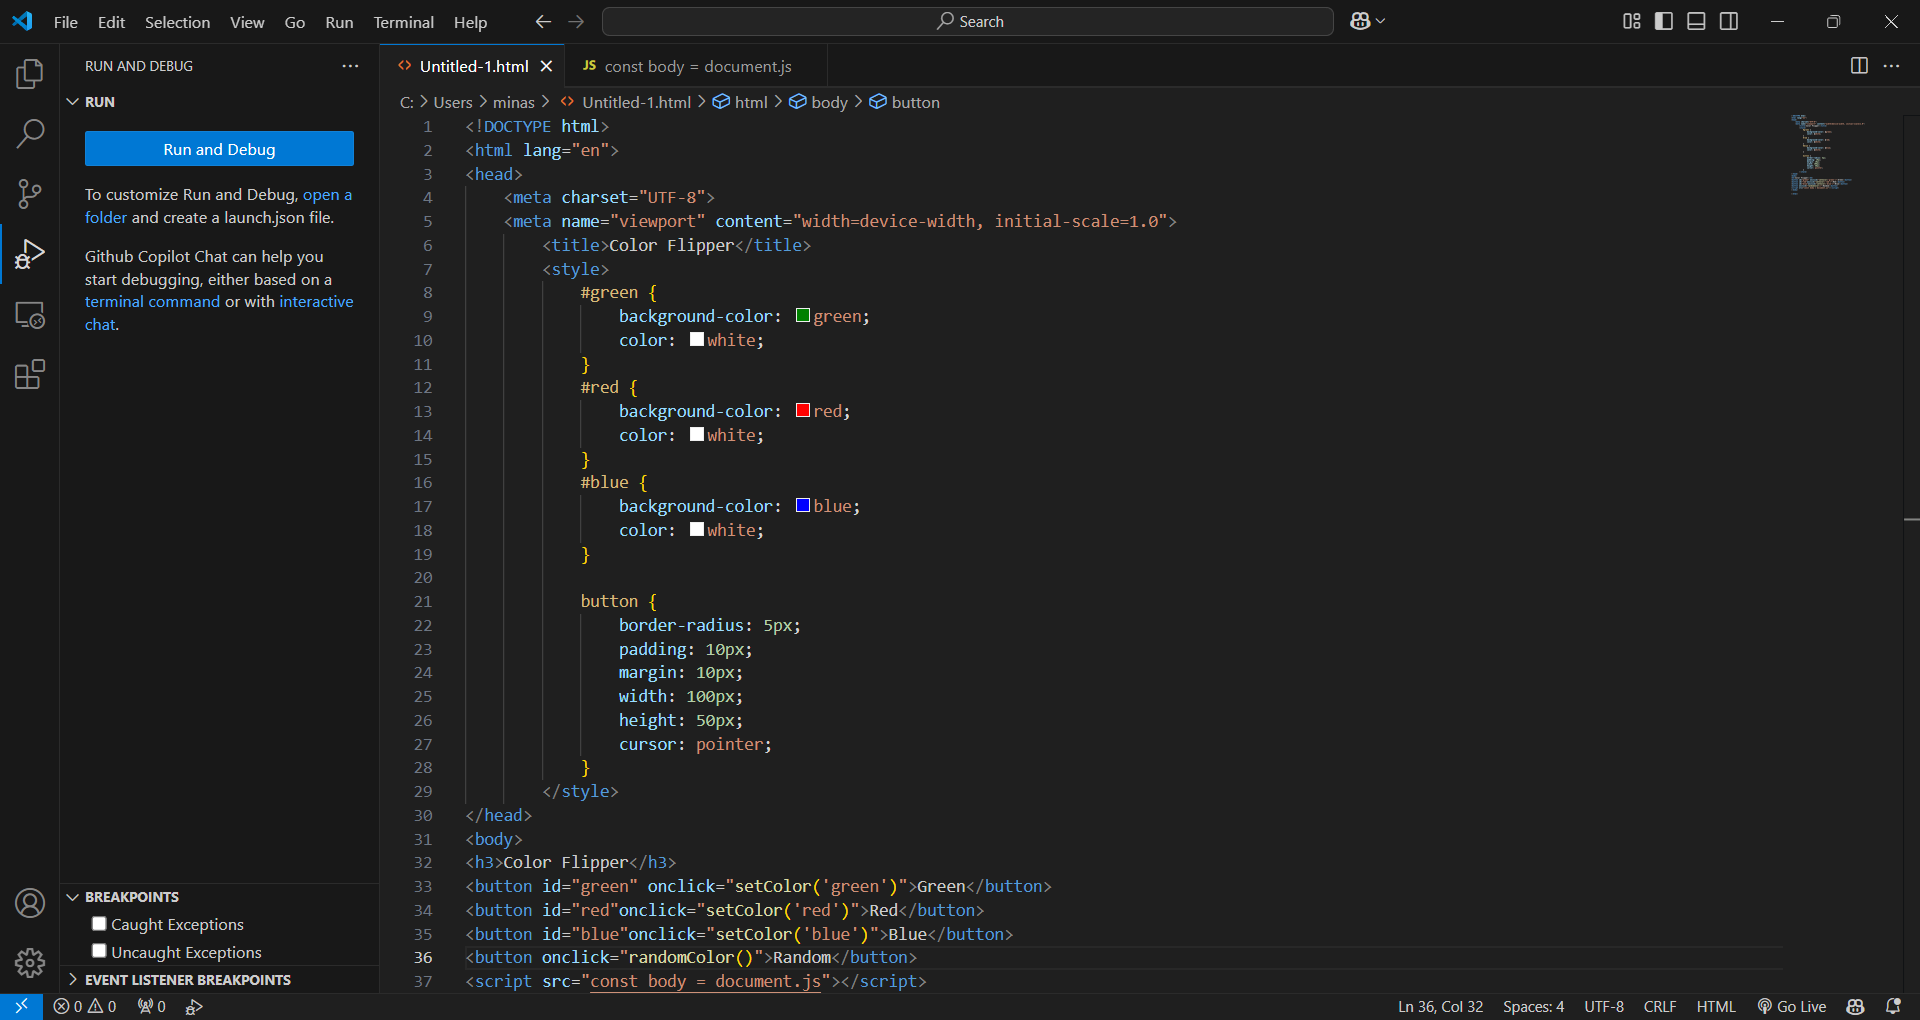 File Edit Selection View Go Run Terminal Help
Search
RUN AND DEBUG
RUN
Run and Debug
To customize Run and Debug, open a
folder and create a launch.json file.
Github Copilot Chat can help you
start debugging, either based on a
terminal command or with interactive
chat.
BREAKPOINTS
Caught Exceptions
Uncaught Exceptions
EVENT LISTENER BREAKPOINTS
Untitled-1.html
JS const body = document.js
C: > Users > minas > Untitled-1.html > html > body > button
1 <!DOCTYPE html>
2 <html lang="en">
3 <head>
4     <meta charset="UTF-8">
5     <meta name="viewport" content="width=device-width, initial-scale=1.0">
6         <title>Color Flipper</title>
7         <style>
8             #green {
9                 background-color: green;
10                 color: white;
11             }
12             #red {
13                 background-color: red;
14                 color: white;
15             }
16             #blue {
17                 background-color: blue;
18                 color: white;
19             }
20
21             button {
22                 border-radius: 5px;
23                 padding: 10px;
24                 margin: 10px;
25                 width: 100px;
26                 height: 50px;
27                 cursor: pointer;
28             }
29         </style>
30 </head>
31 <body>
32 <h3>Color Flipper</h3>
33 <button id="green" onclick="setColor('green')">Green</button>
34 <button id="red"onclick="setColor('red')">Red</button>
35 <button id="blue"onclick="setColor('blue')">Blue</button>
36 <button onclick="randomColor()">Random</button>
37 <script src="const body = document.js"></script>
0 0 0
Ln 36, Col 32 Spaces: 4 UTF-8 CRLF HTML Go Live